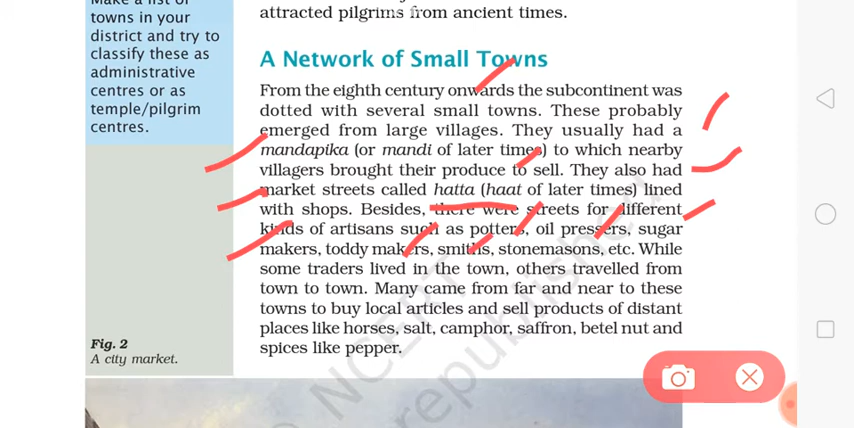 Make a list of
towns in your
district and try to
classify these as
administrative
centres or as
temple/pilgrim
centres.
attracted pilgrims from ancient times.
A Network of Small Towns
From the eighth century onwards the subcontinent was
dotted with several small towns. These probably
emerged from large villages. They usually had a
mandapika (or mandi of later times) to which nearby
villagers brought their produce to sell. They also had
market streets called hatta (haat of later times) lined
with shops. Besides, there were streets for different
kinds of artisans such as potters, oil pressers, sugar
makers, toddy makers, smiths, stonemasons, etc. While
some traders lived in the town, others travelled from
town to town. Many came from far and near to these
towns to buy local articles and sell products of distant
places like horses, salt, camphor, saffron, betel nut and
spices like pepper.
Fig. 2
A city market.
© NCERT
republished